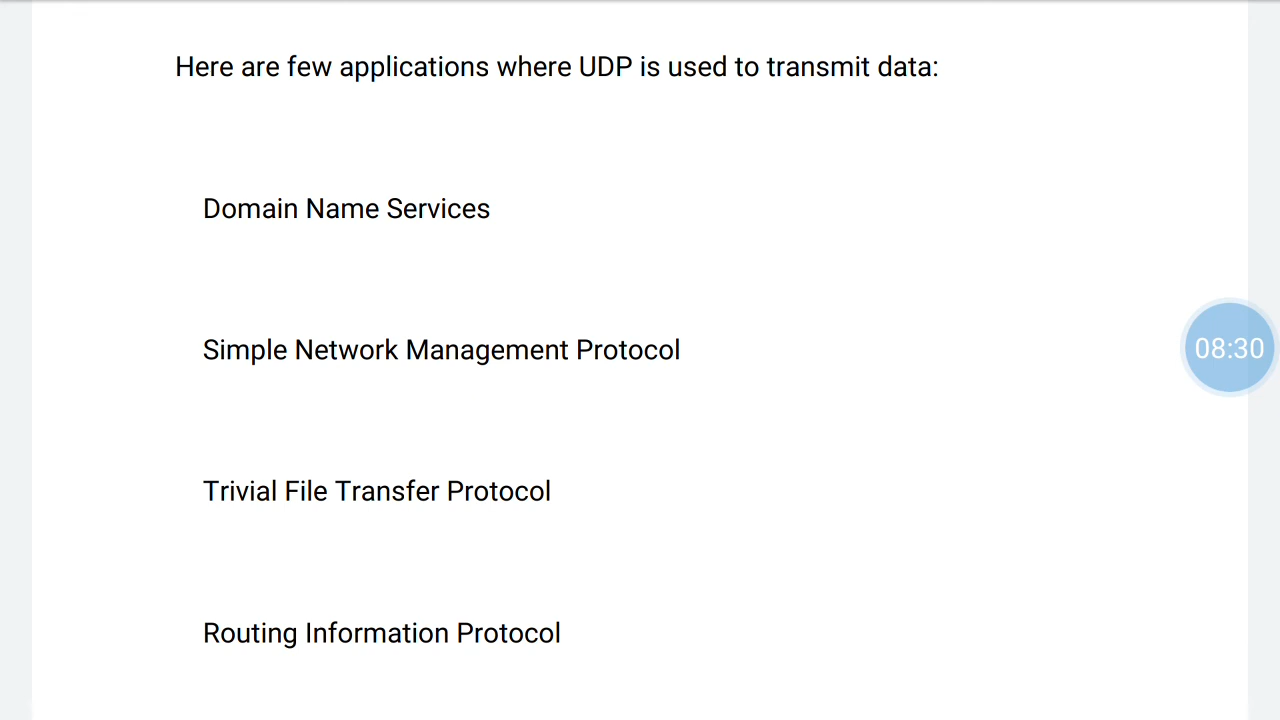 Here are few applications where UDP is used to transmit data:
Domain Name Services
Simple Network Management Protocol
08:30
Trivial File Transfer Protocol
Routing Information Protocol